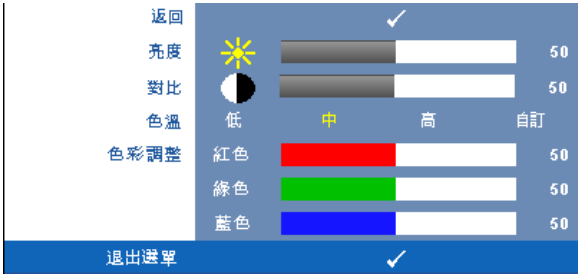 返回
亮度 50
對比 50
色溫 低 中 高 自訂
色彩調整 紅色 50
綠色 50
藍色 50
退出選單